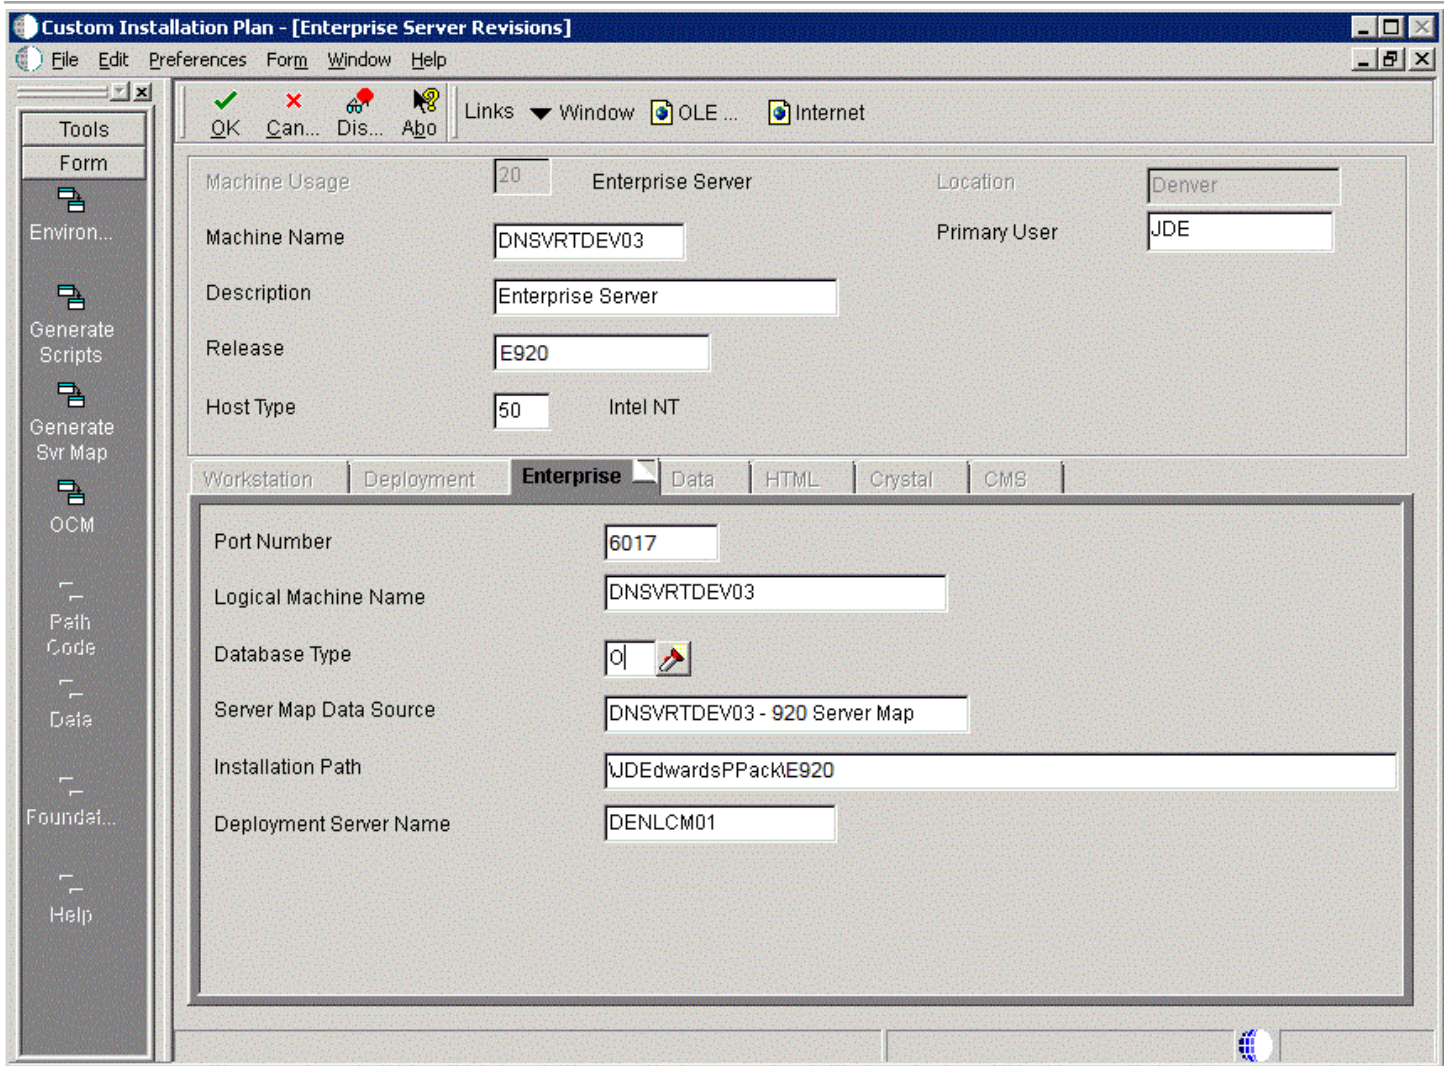 Custom Installation Plan - [Enterprise Server Revisions]
File Edit Preferences Form Window Help
OK Can... Dis... Abo Links Window OLE ... Internet
Tools
Form
Environ...
Generate
Scripts
Generate
Svr Map
OCM
Path
Code
Data
Foundat...
Help
Machine Usage 20 Enterprise Server Location Denver
Machine Name DNSVRTDEV03 Primary User JDE
Description Enterprise Server
Release E920
Host Type 50 Intel NT
Workstation Deployment Enterprise Data HTML Crystal CMS
Port Number 6017
Logical Machine Name DNSVRTDEV03
Database Type O
Server Map Data Source DNSVRTDEV03 - 920 Server Map
Installation Path \JDEdwardsPPack\E920
Deployment Server Name DENLCM01